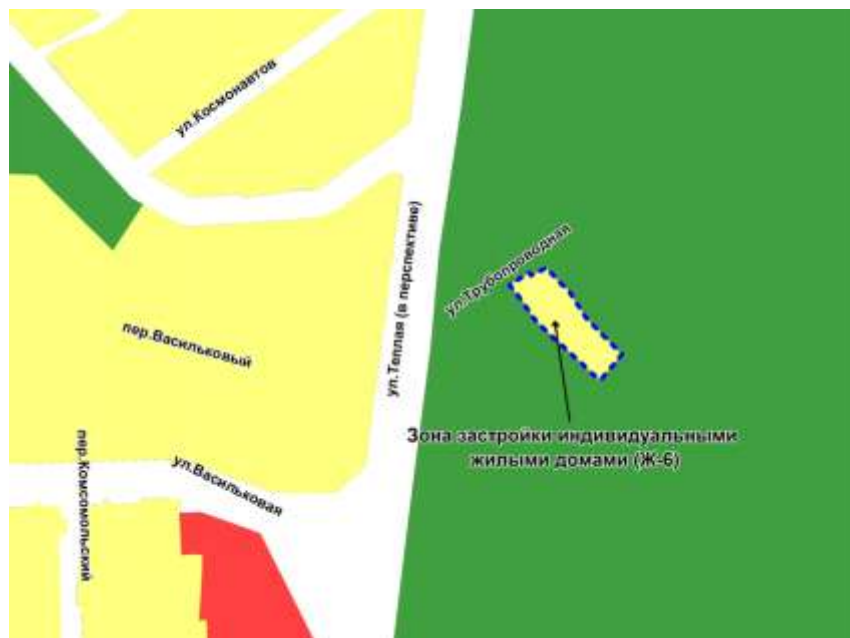 ул.Космонавтов
ул.Теплая (в перспективе)
ул.Трубопроводная
пер.Васильковый
Зона застройки индивидуальными
жилыми домами (Ж-6)
ул.Васильковая
пер.Комсомольский